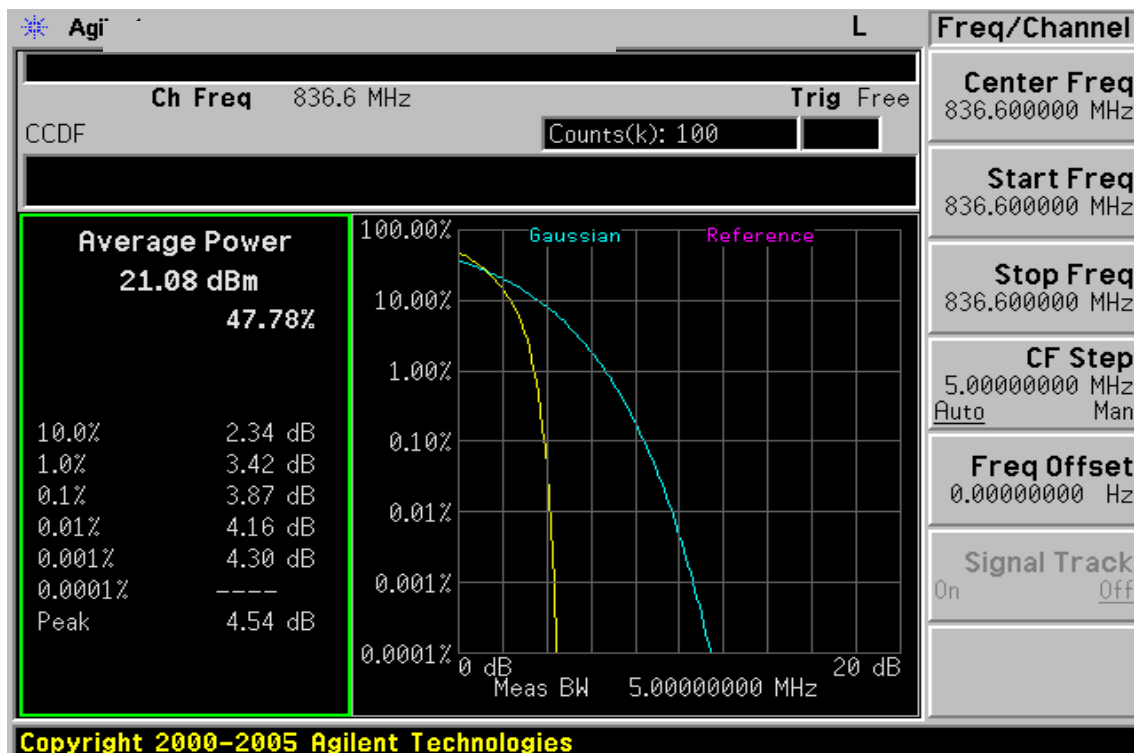 Agi
L
Freq/Channel
Ch Freq 836.6 MHz Trig Free
CCDF Counts(k): 100
Average Power
21.08 dBm
47.78%
10.0% 2.34 dB
1.0% 3.42 dB
0.1% 3.87 dB
0.01% 4.16 dB
0.001% 4.30 dB
0.0001% ----
Peak 4.54 dB
100.00%
Gaussian Reference
10.00%
1.00%
0.10%
0.01%
0.001%
0.0001%
0 dB 20 dB
Meas BW 5.00000000 MHz
Center Freq
836.600000 MHz
Start Freq
836.600000 MHz
Stop Freq
836.600000 MHz
CF Step
5.00000000 MHz
Auto Man
Freq Offset
0.00000000 Hz
Signal Track
On Off
Copyright 2000-2005 Agilent Technologies